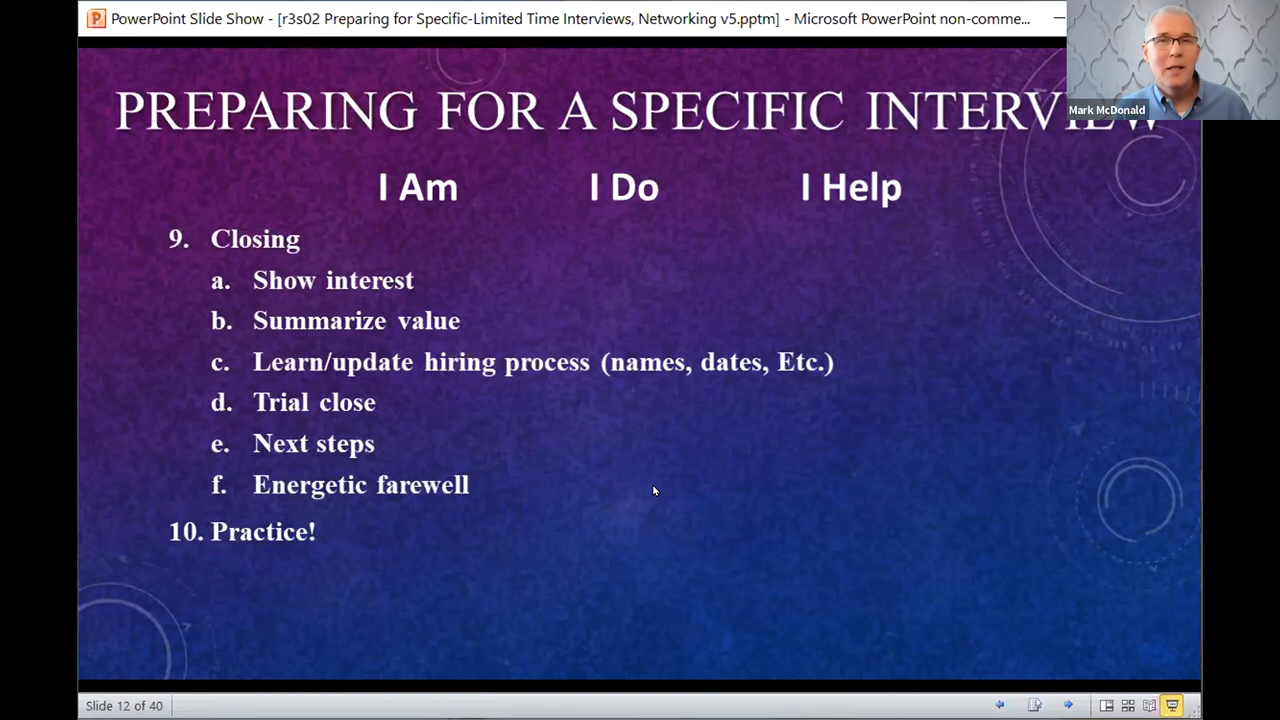 PowerPoint Slide Show - [r3s02 Preparing for Specific-Limited Time Interviews, Networking v5.pptm] - Microsoft PowerPoint non-comme...
Mark McDonald
PREPARING FOR A SPECIFIC INTERVIEW
I Am I Do I Help
9. Closing
a. Show interest
b. Summarize value
c. Learn/update hiring process (names, dates, Etc.)
d. Trial close
e. Next steps
f. Energetic farewell
10. Practice!
Slide 12 of 40